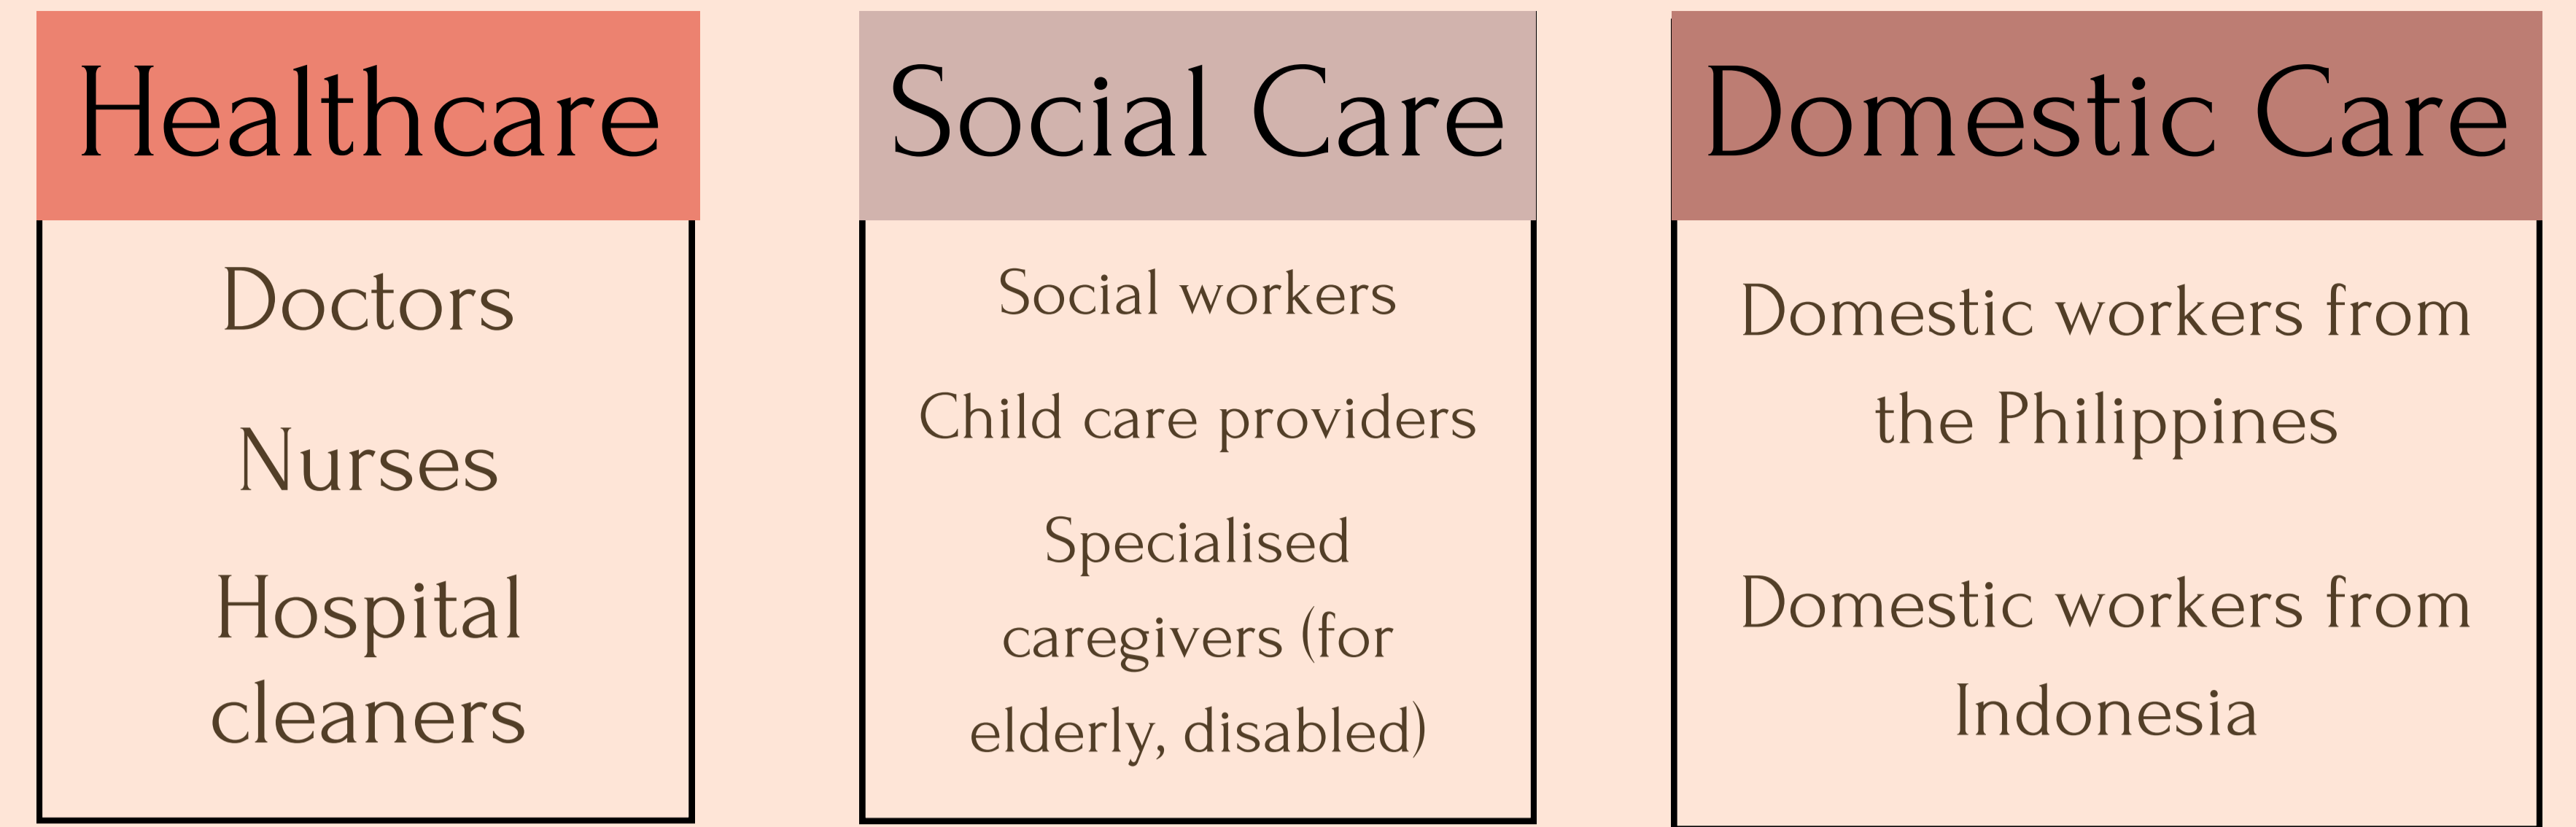 Healthcare
Doctors
Nurses
Hospital
cleaners
Social Care
Social workers
Child care providers
Specialised
caregivers (for
elderly, disabled)
Domestic Care
Domestic workers from
the Philippines
Domestic workers from
Indonesia